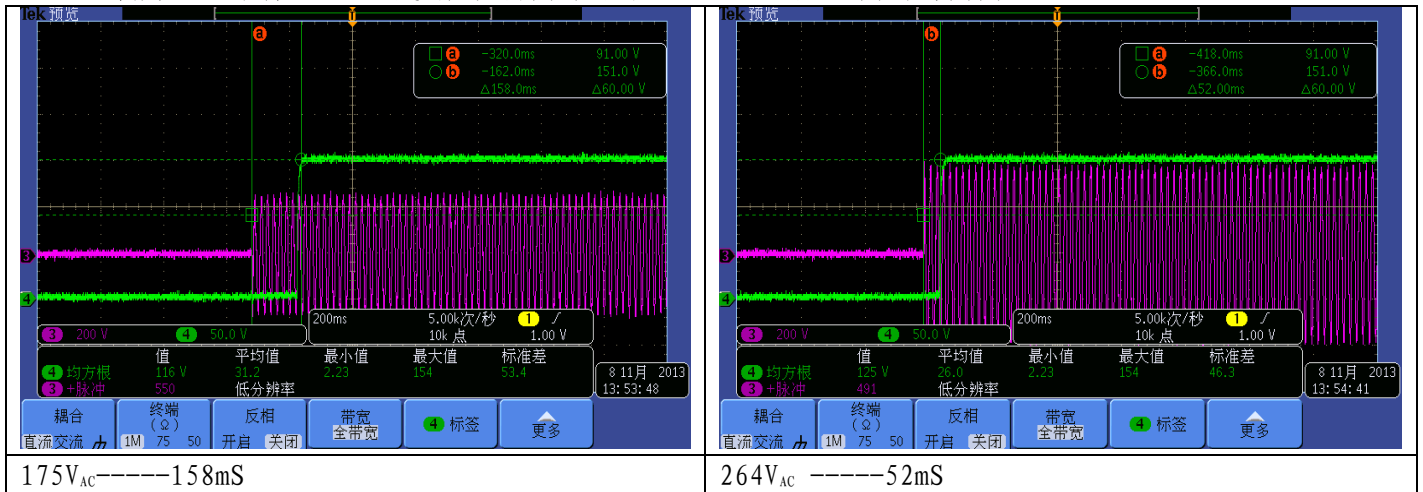 Tek 预览
a
a -320.0ms 91.00 V
b -162.0ms 151.0 V
△158.0ms △60.00 V
3
4
3 200 V 4 50.0 V
200ms 5.00k次/秒 1
10k 点 1.00 V
值 平均值 最小值 最大值 标准差
4 均方根 116 V 31.2 2.23 154 53.4
3 +脉冲 550 低分辨率
8 11月 2013
13:53:48
耦合 终端 反相 带宽 4 标签 更多
(Ω) 全带宽
直流交流 1M 75 50 开启 关闭
175VAC-----158mS
Tek 预览
b
a -418.0ms 91.00 V
b -366.0ms 151.0 V
△52.00ms △60.00 V
3
4
3 200 V 4 50.0 V
200ms 5.00k次/秒 1
10k 点 1.00 V
值 平均值 最小值 最大值 标准差
4 均方根 125 V 26.0 2.23 154 46.3
3 +脉冲 491 低分辨率
8 11月 2013
13:54:41
耦合 终端 反相 带宽 4 标签 更多
(Ω) 全带宽
直流交流 1M 75 50 开启 关闭
264VAC -----52mS